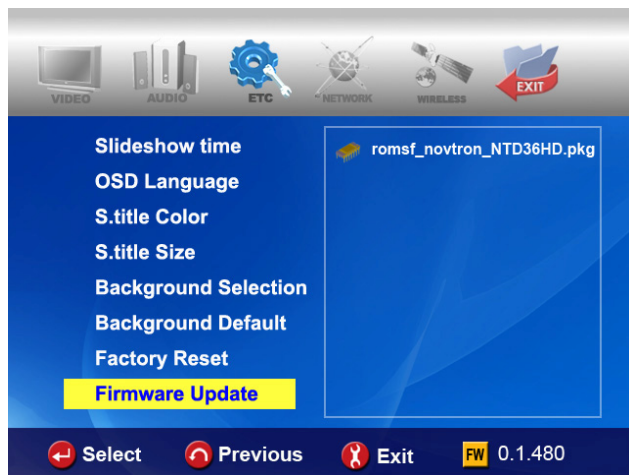 VIDEO
AUDIO
ETC
NETWORK
WIRELESS
EXIT
Slideshow time
OSD Language
S.title Color
S.title Size
Background Selection
Background Default
Factory Reset
Firmware Update
romsf_novtron_NTD36HD.pkg
Select
Previous
Exit
FW 0.1.480